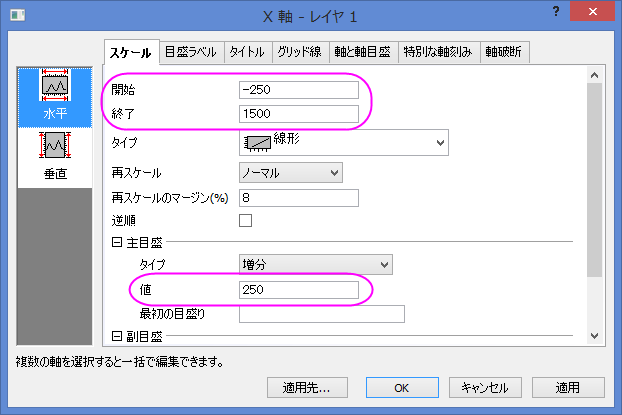 X 軸 - レイヤ 1
?
スケール 目盛ラベル タイトル グリッド線 軸と軸目盛 特別な軸刻み 軸破断
水平
垂直
開始 -250
終了 1500
タイプ 線形
再スケール ノーマル
再スケールのマージン(%) 8
逆順
主目盛
タイプ 増分
値 250
最初の目盛り
副目盛
複数の軸を選択すると一括で編集できます。
適用先... OK キャンセル 適用